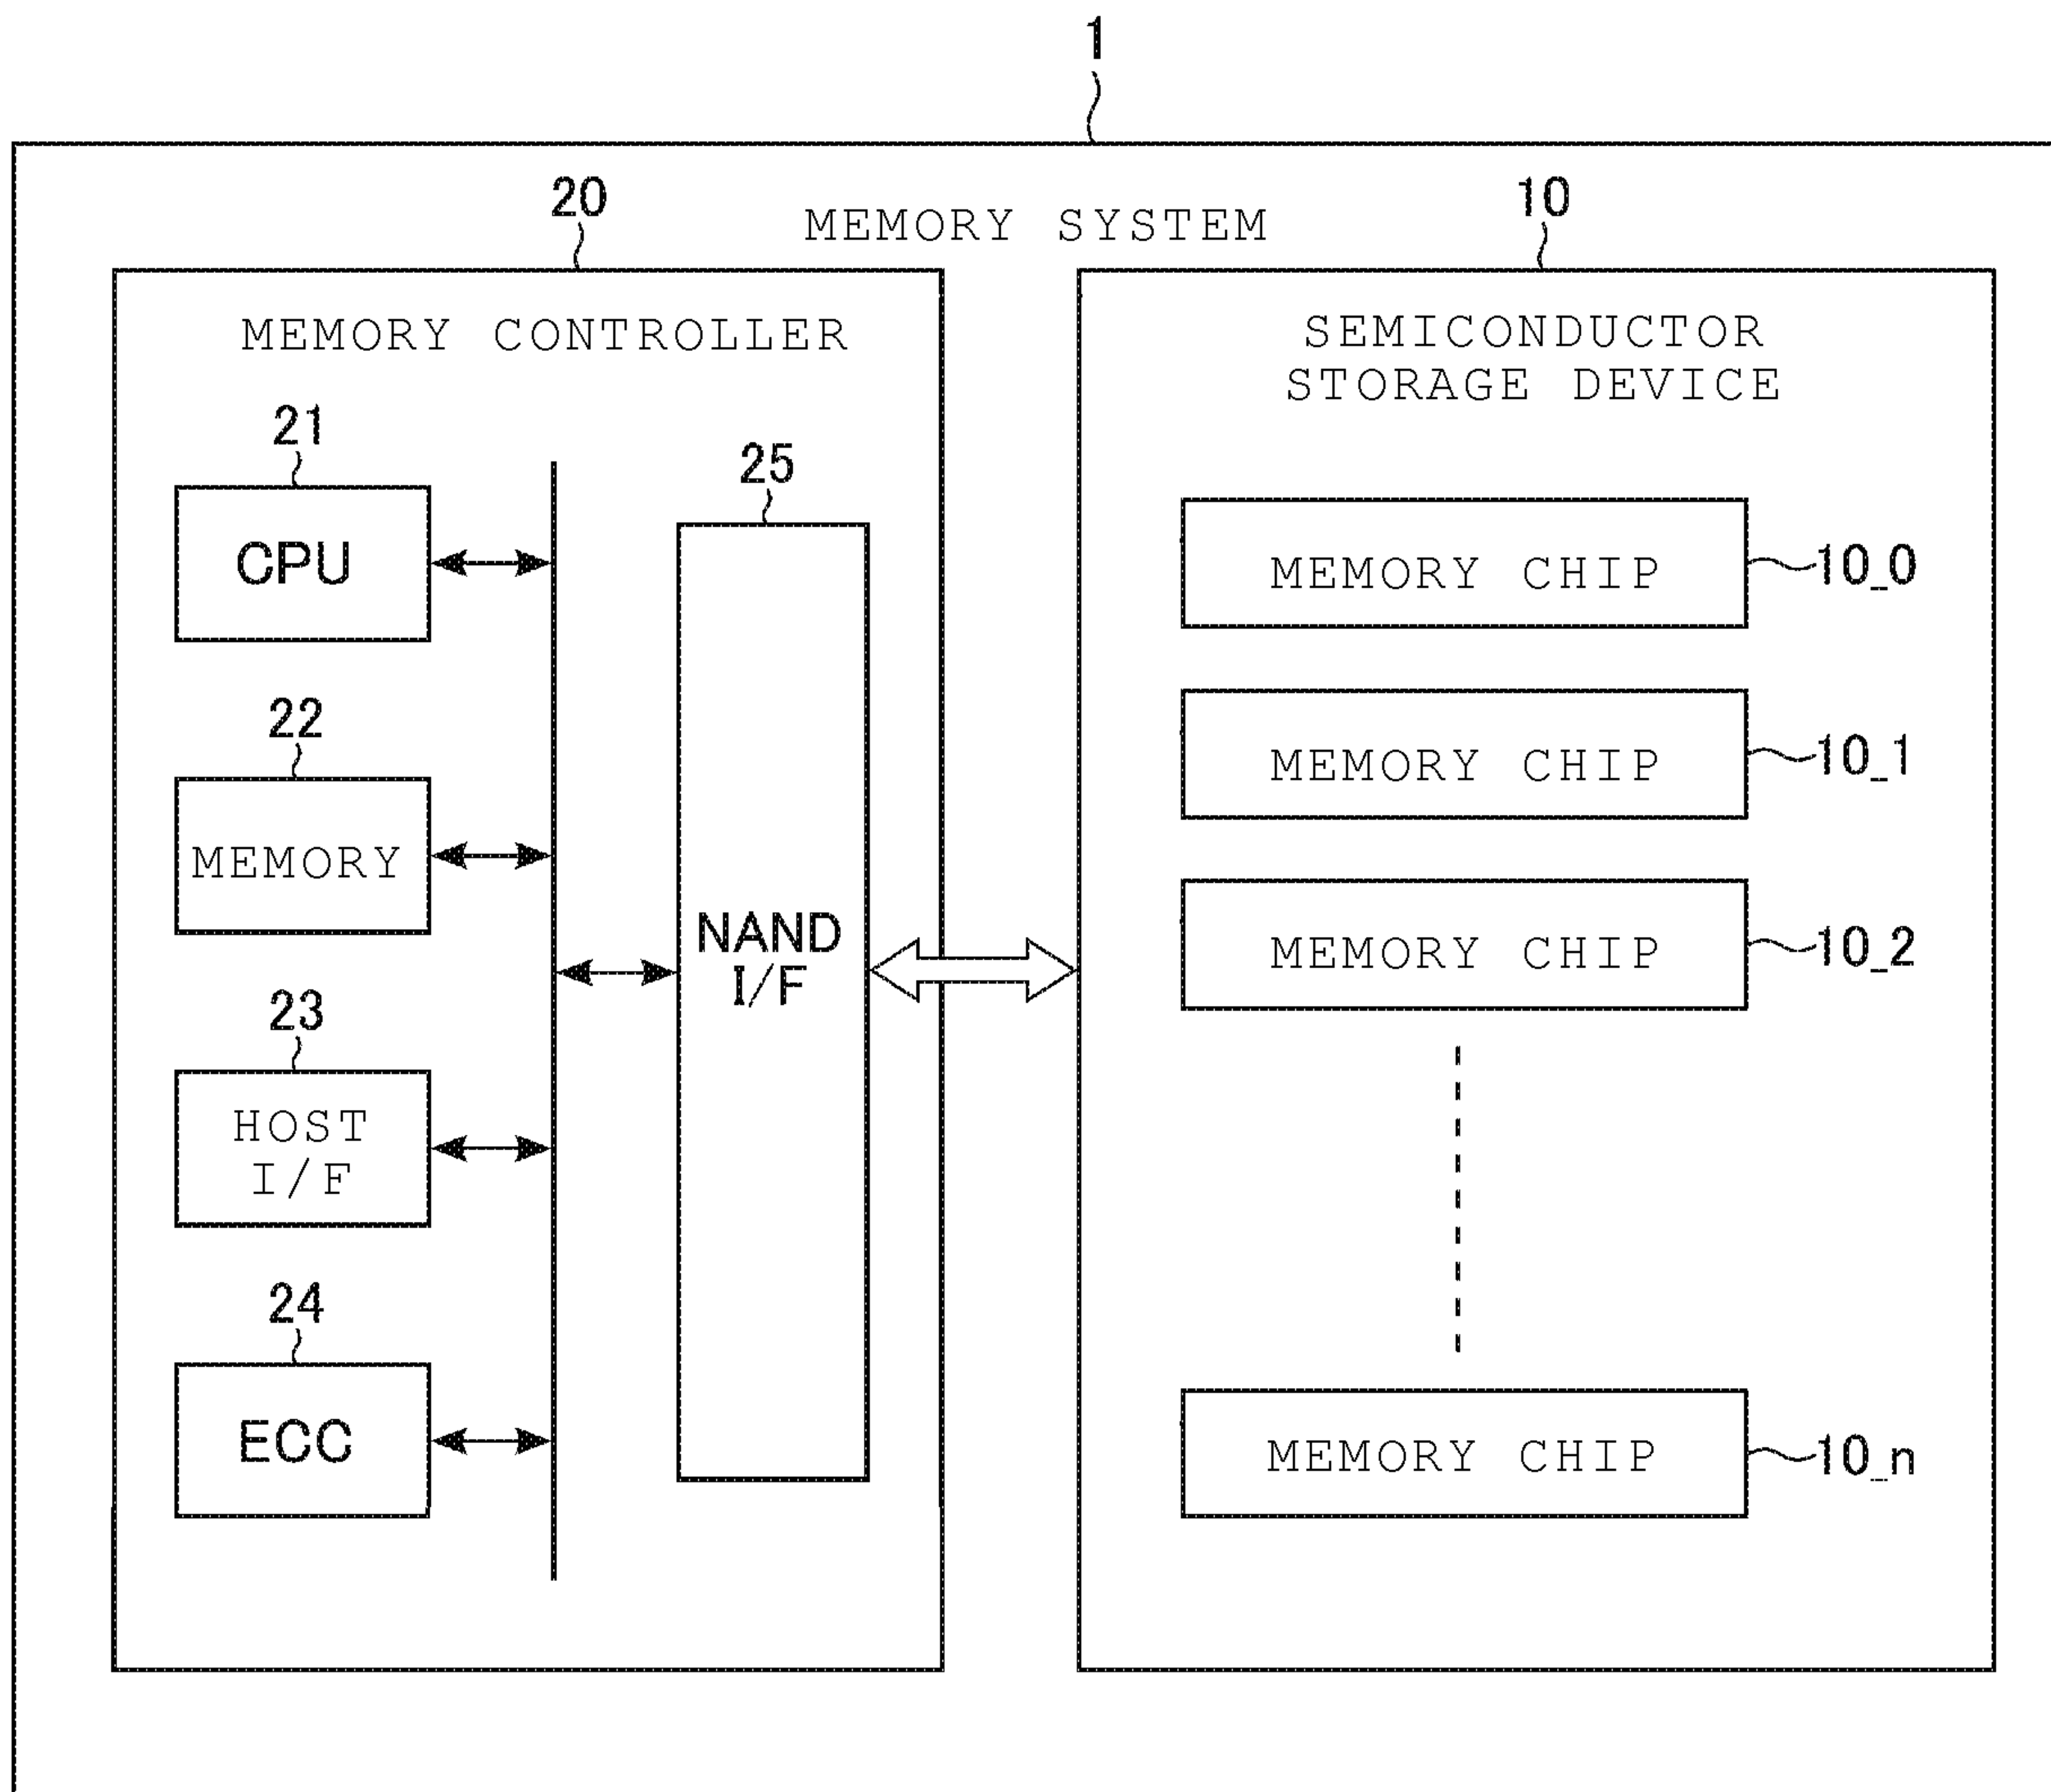 1
MEMORY SYSTEM
20
MEMORY CONTROLLER
21
CPU
22
MEMORY
23
HOST
I/F
24
ECC
25
NAND
I/F
10
SEMICONDUCTOR
STORAGE DEVICE
MEMORY CHIP 10_0
MEMORY CHIP 10_1
MEMORY CHIP 10_2
MEMORY CHIP 10_n